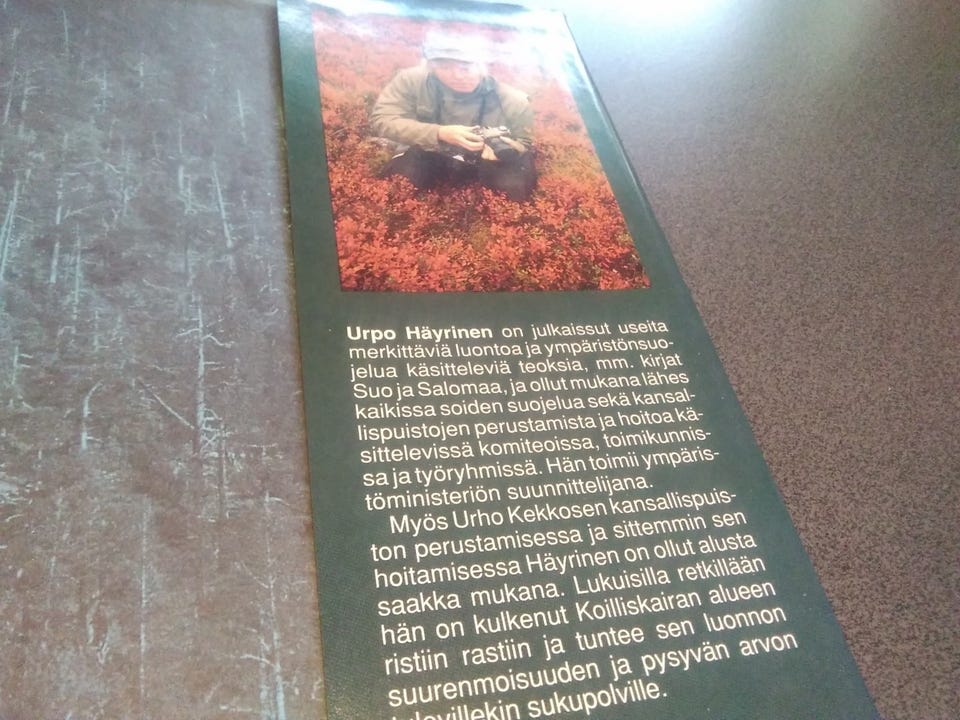 Urpo Häyrinen on julkaissut useita
merkittäviä luontoa ja ympäristönsuo-
jelua käsitteleviä teoksia, mm. kirjat
Suo ja Salomaa, ja ollut mukana lähes
kaikissa soiden suojelua sekä kansal-
lispuistojen perustamista ja hoitoa kä-
sittelevissä komiteoissa, toimikunnis-
sa ja työryhmissä. Hän toimii ympäris-
töministeriön suunnittelijana.
Myös Urho Kekkosen kansallispuis-
ton perustamisessa ja sittemmin sen
hoitamisessa Häyrinen on ollut alusta
saakka mukana. Lukuisilla retkillään
hän on kulkenut Koilliskairan alueen
ristiin rastiin ja tuntee sen luonnon
suurenmoisuuden ja pysyvän arvon
tulevillekin sukupolville.